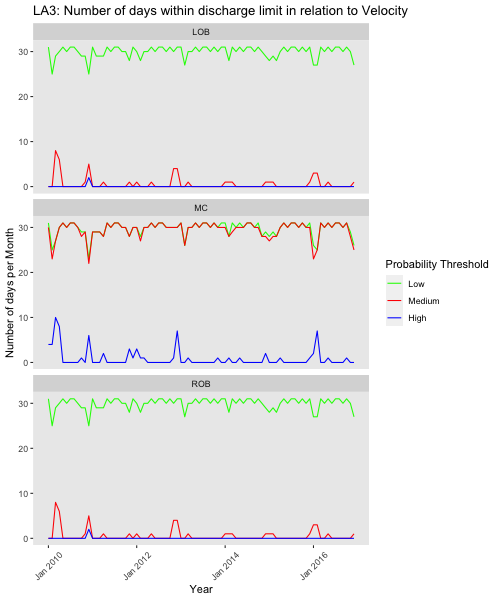 LA3: Number of days within discharge limit in relation to Velocity
LOB
30
20
10
0
MC
30
20
10
0
ROB
30
20
10
0
Number of days per Month
Jan 2010
Jan 2012
Jan 2014
Jan 2016
Year
Probability Threshold
Low
Medium
High